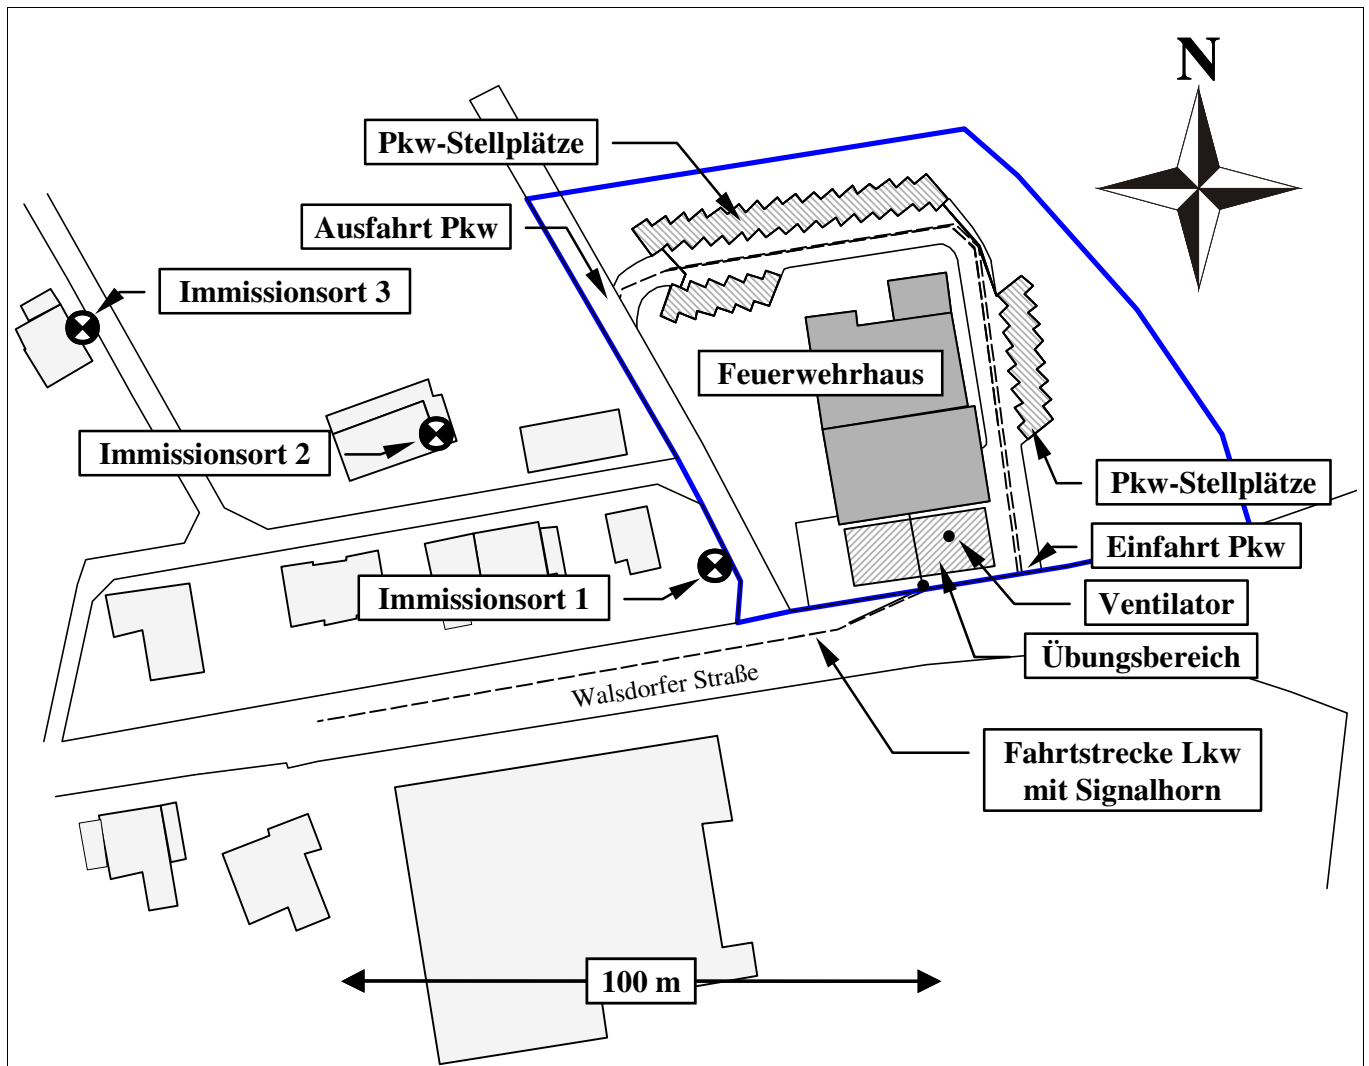 N
Pkw-Stellplätze
Ausfahrt Pkw
Immissionsort 3
Feuerwehrhaus
Immissionsort 2
Pkw-Stellplätze
Einfahrt Pkw
Immissionsort 1
Ventilator
Übungsbereich
Walsdorfer Straße
Fahrtstrecke Lkw
mit Signalhorn
100 m